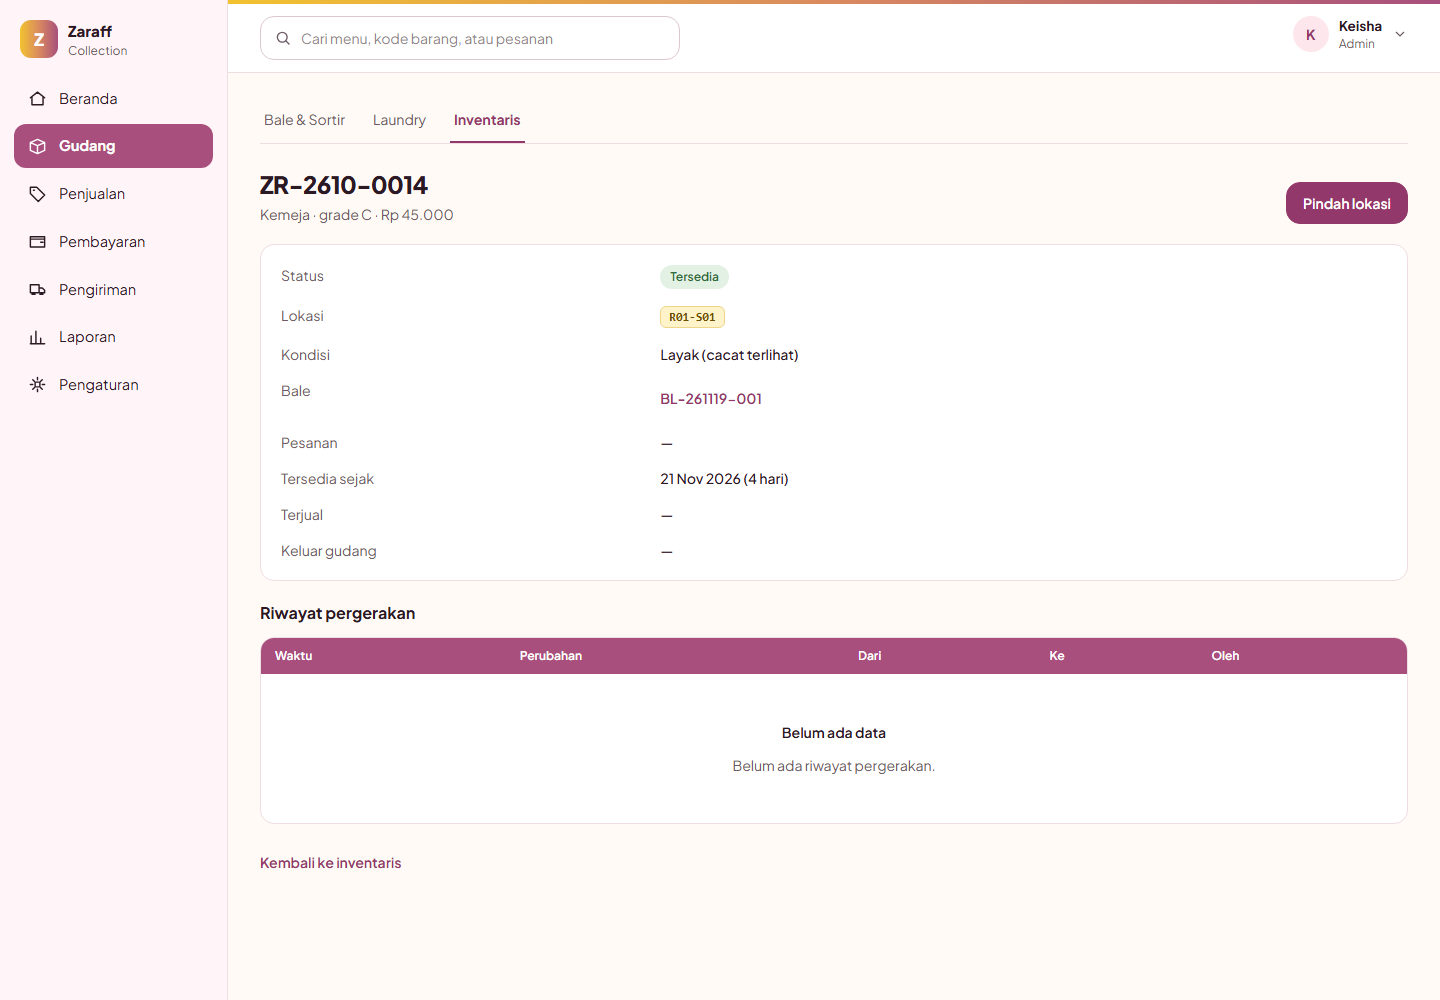 Z
Zaraff
Collection
Beranda
Gudang
Penjualan
Pembayaran
Pengiriman
Laporan
Pengaturan
Cari menu, kode barang, atau pesanan
K
Keisha
Admin
Bale & Sortir Laundry Inventaris
ZR-2610-0014
Kemeja · grade C · Rp 45.000
Pindah lokasi
Status Tersedia
Lokasi R01-S01
Kondisi Layak (cacat terlihat)
Bale BL-261119-001
Pesanan —
Tersedia sejak 21 Nov 2026 (4 hari)
Terjual —
Keluar gudang —
Riwayat pergerakan
Waktu Perubahan Dari Ke Oleh
Belum ada data
Belum ada riwayat pergerakan.
Kembali ke inventaris